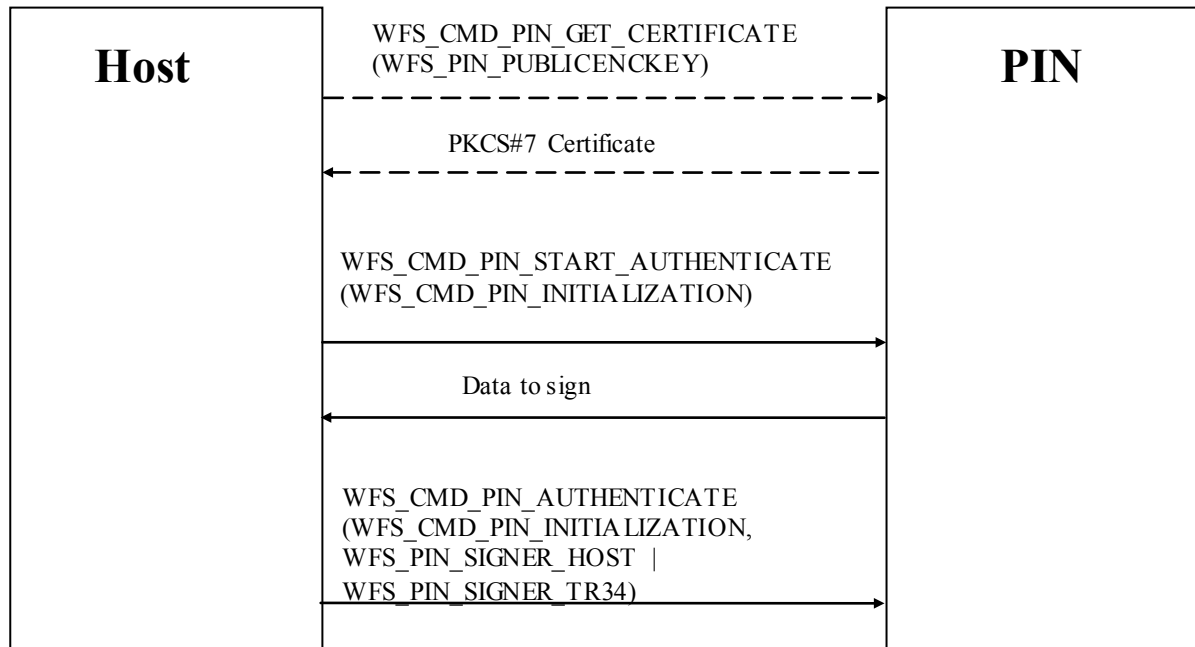 Host
WFS_CMD_PIN_GET_CERTIFICATE
(WFS_PIN_PUBLICENCKEY)
PIN
PKCS#7 Certificate
WFS_CMD_PIN_START_AUTHENTICATE
(WFS_CMD_PIN_INITIALIZATION)
Data to sign
WFS_CMD_PIN_AUTHENTICATE
(WFS_CMD_PIN_INITIALIZATION,
WFS_PIN_SIGNER_HOST |
WFS_PIN_SIGNER_TR34)